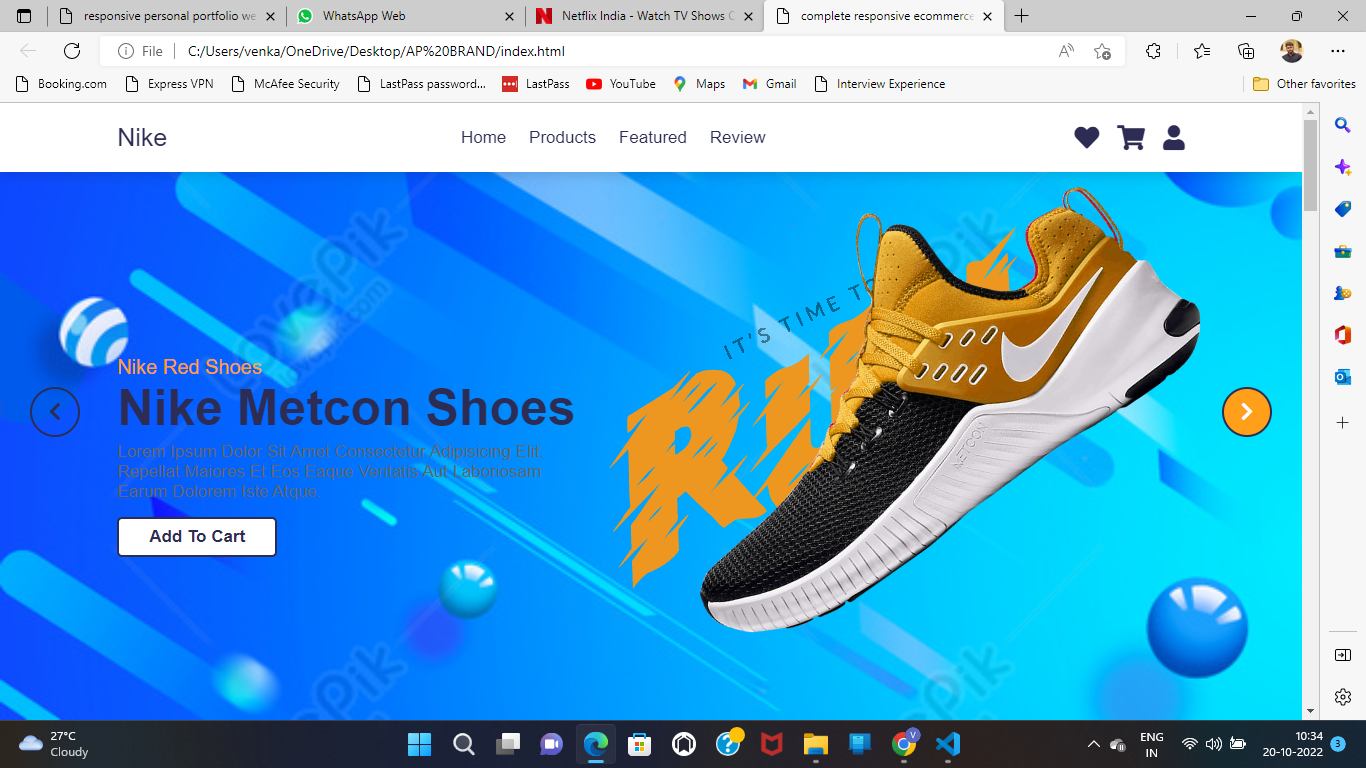 responsive personal portfolio we
WhatsApp Web
Netflix India - Watch TV Shows O
complete responsive ecommerce
File
C:/Users/venka/OneDrive/Desktop/AP%20BRAND/index.html
Booking.com
Express VPN
McAfee Security
LastPass password...
LastPass
YouTube
Maps
Gmail
Interview Experience
Other favorites
Nike
Home
Products
Featured
Review
IT'S TIME TO
Nike Red Shoes
Nike Metcon Shoes
Lorem Ipsum Dolor Sit Amet Consectetur Adipisicing Elit.
Repellat Maiores Et Eos Eaque Veritatis Aut Laboriosam
Earum Dolorem Iste Atque.
Add To Cart
METCON
27°C
Cloudy
V
ENG
IN
10:34
20-10-2022
3